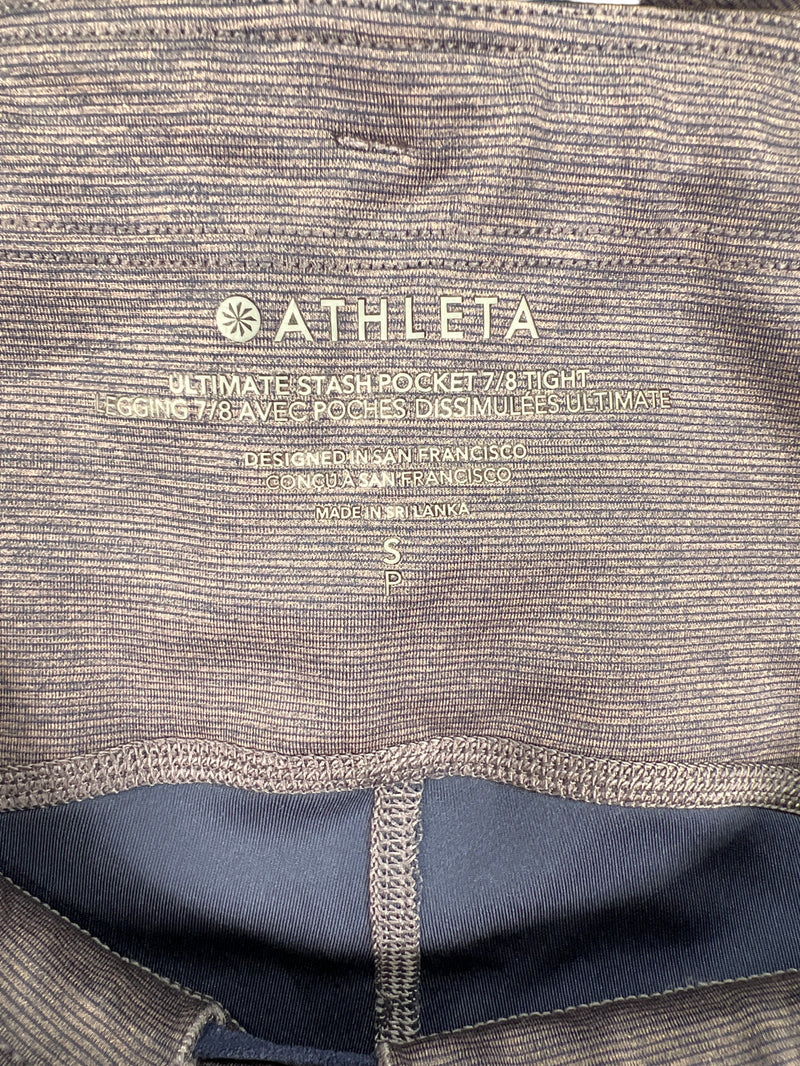 ATHLETA
ULTIMATE STASH POCKET 7/8 TIGHT
LEGGING 7/8 AVEC POCHES DISSIMULÉES ULTIMATE
DESIGNED IN SAN FRANCISCO
CONÇU À SAN FRANCISCO
MADE IN SRI LANKA
S
P